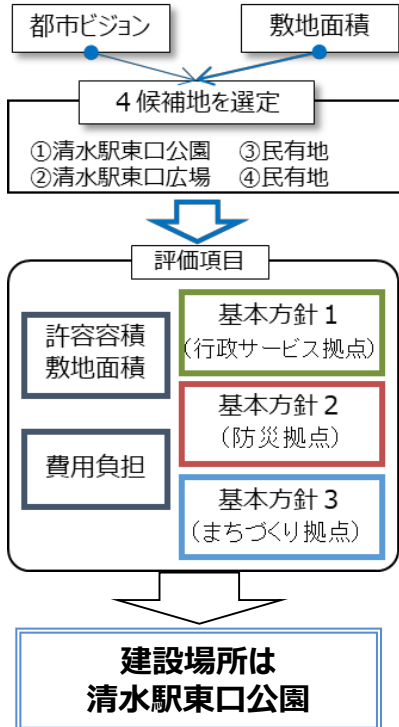 都市ビジョン
敷地面積
４候補地を選定
①清水駅東口公園 ③民有地
②清水駅東口広場 ④民有地
評価項目
許容容積
敷地面積
費用負担
基本方針１
（行政サービス拠点）
基本方針２
（防災拠点）
基本方針３
（まちづくり拠点）
建設場所は
清水駅東口公園